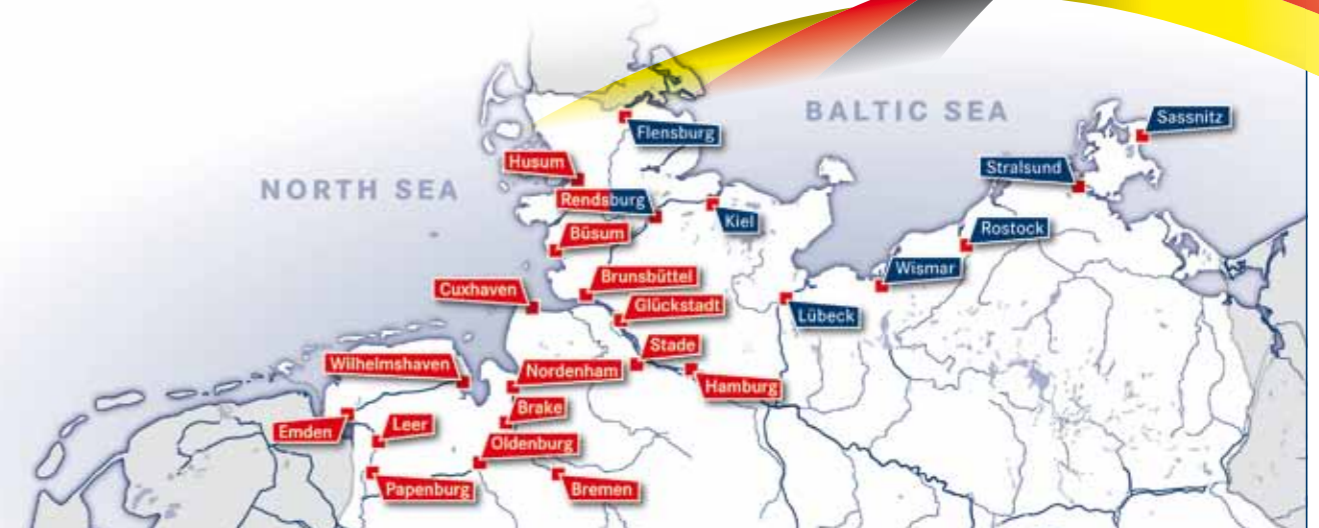 BALTIC SEA
Sassnitz
Flensburg
Husum
Stralsund
NORTH SEA
Rendsburg
Kiel
Rostock
Büsum
Wismar
Brunsbüttel
Cuxhaven
Glückstadt
Lübeck
Stade
Wilhelmshaven
Nordenham
Hamburg
Brake
Leer
Emden
Oldenburg
Papenburg
Bremen